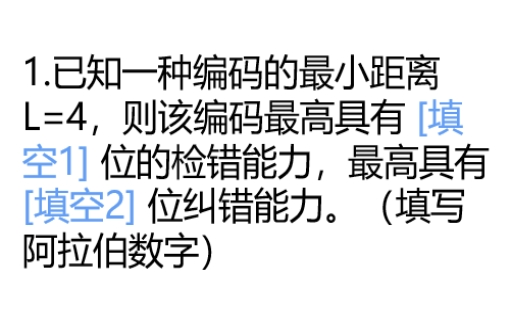 1.已知一种编码的最小距离
L=4，则该编码最高具有 [填
空1] 位的检错能力，最高具有
[填空2] 位纠错能力。（填写
阿拉伯数字）